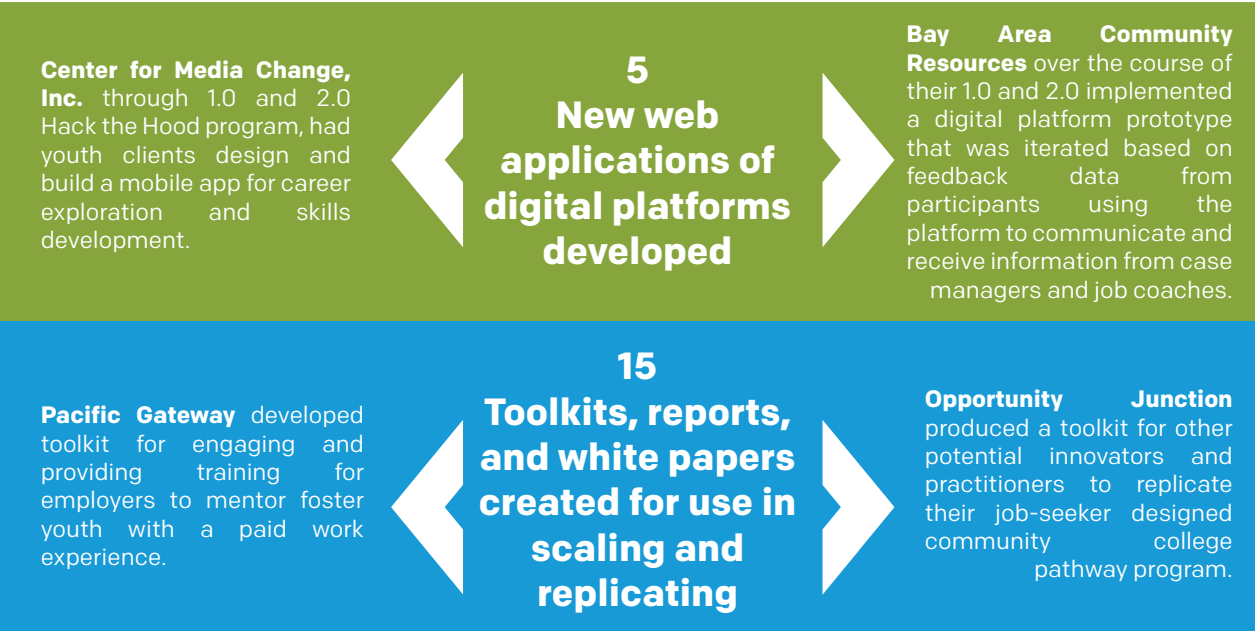 Center for Media Change,
Inc. through 1.0 and 2.0
Hack the Hood program, had
youth clients design and
build a mobile app for career
exploration and skills
development.
5
New web
applications of
digital platforms
developed
Bay Area Community
Resources over the course of
their 1.0 and 2.0 implemented
a digital platform prototype
that was iterated based on
feedback data from
participants using the
platform to communicate and
receive information from case
managers and job coaches.
Pacific Gateway developed
toolkit for engaging and
providing training for
employers to mentor foster
youth with a paid work
experience.
15
Toolkits, reports,
and white papers
created for use in
scaling and
replicating
Opportunity Junction
produced a toolkit for other
potential innovators and
practitioners to replicate
their job-seeker designed
community college
pathway program.